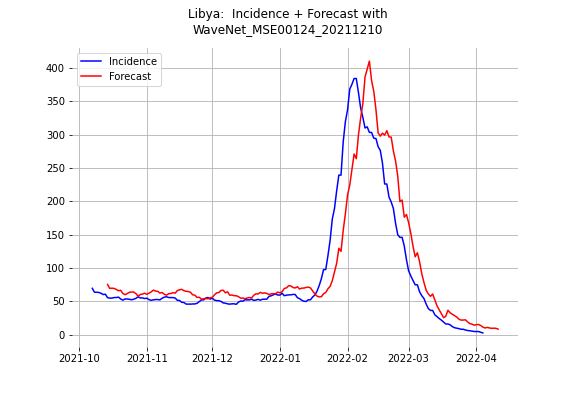 Libya:  Incidence + Forecast with
WaveNet_MSE00124_20211210
Incidence
Forecast
400
350
300
250
200
150
100
50
0
2021-10 2021-11 2021-12 2022-01 2022-02 2022-03 2022-04